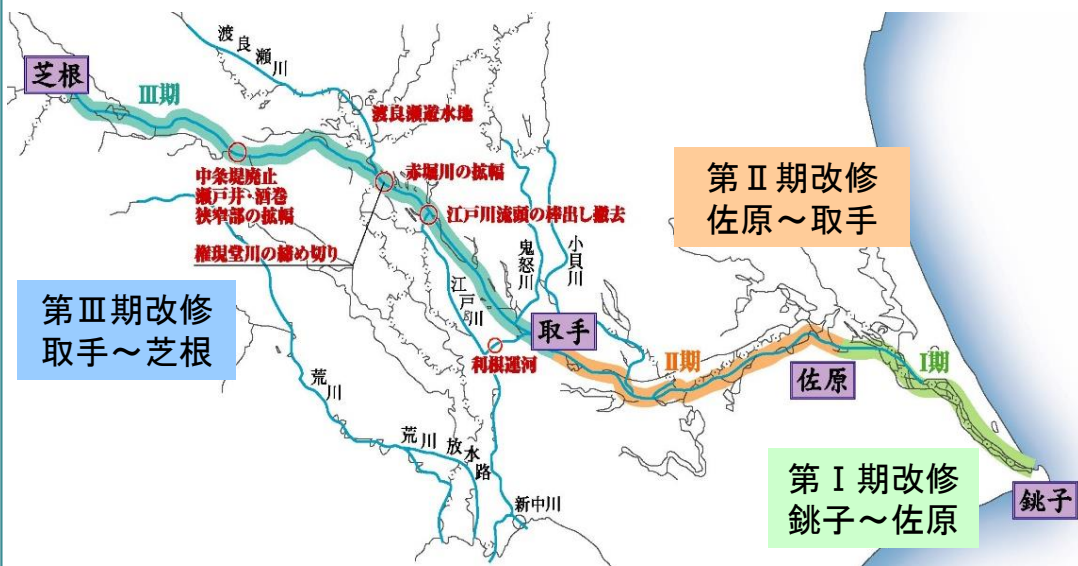 渡良瀬川
芝根
Ⅲ期
渡良瀬遊水地
中条堤廃止
瀬戸井・酒巻
狭窄部の拡幅
赤堀川の拡幅
江戸川流頭の棒出し撤去
権現堂川の締め切り
第Ⅱ期改修
佐原～取手
鬼怒川
小貝川
江戸川
第Ⅲ期改修
取手～芝根
取手
利根運河
Ⅱ期
佐原
Ⅰ期
荒川
荒川放水路
新中川
第Ⅰ期改修
銚子～佐原
銚子